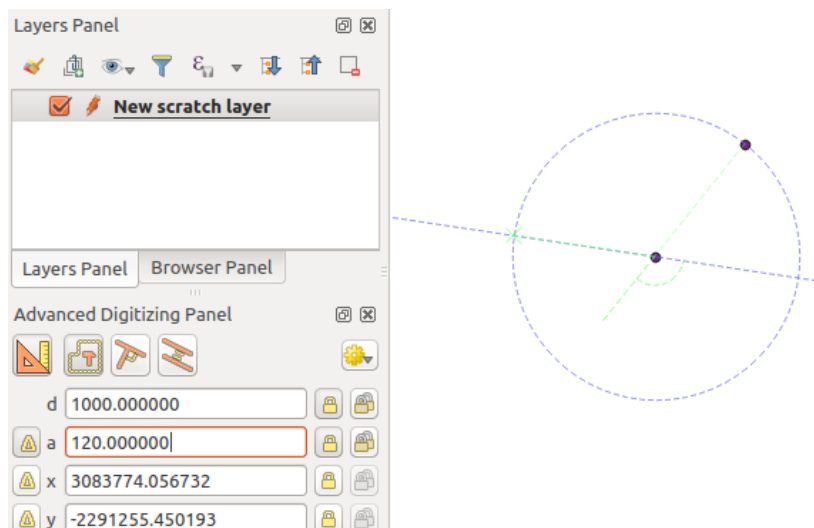 Layers Panel
New scratch layer
Layers Panel
Browser Panel
Advanced Digitizing Panel
d 1000.000000
a 120.000000
x 3083774.056732
y -2291255.450193